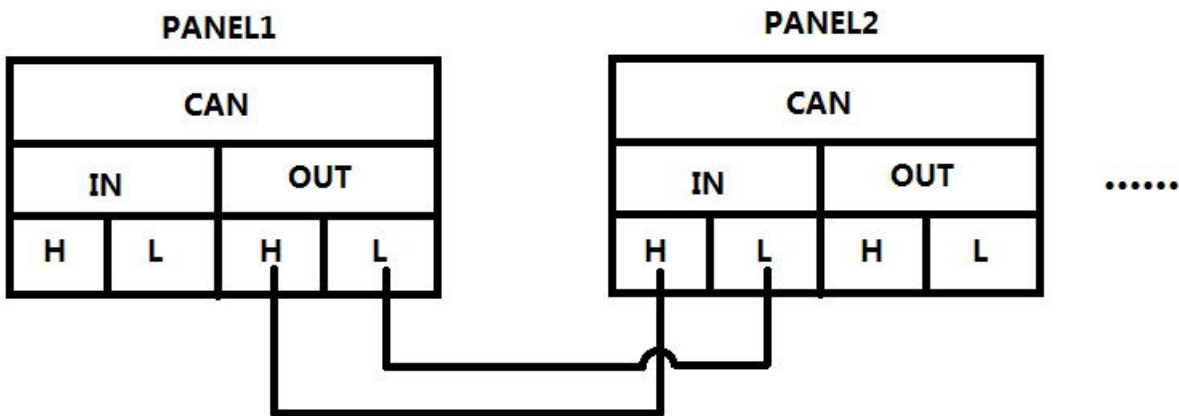 PANEL1 PANEL2
CAN CAN
IN OUT IN OUT ......
H L H L H L H L